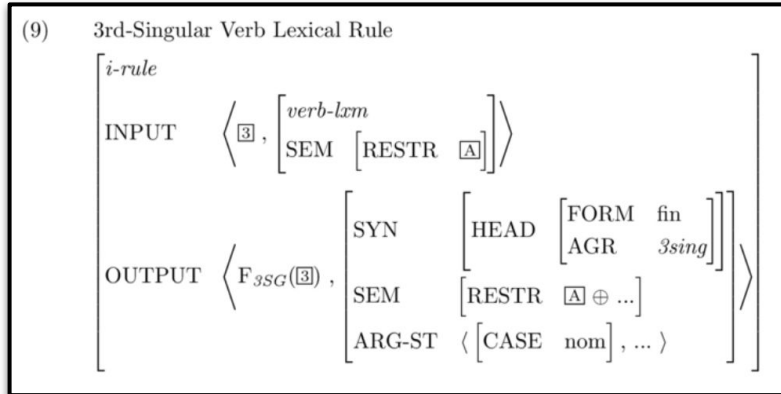 (9) 3rd-Singular Verb Lexical Rule
i-rule
INPUT ⟨ 3 , [ verb-lxm
SEM [ RESTR A ] ] ⟩
OUTPUT ⟨ F3SG(3) , [ SYN [ HEAD [ FORM fin
AGR 3sing ] ]
SEM [ RESTR A ⊕ ... ]
ARG-ST ⟨ [ CASE nom ] , ... ⟩ ] ⟩